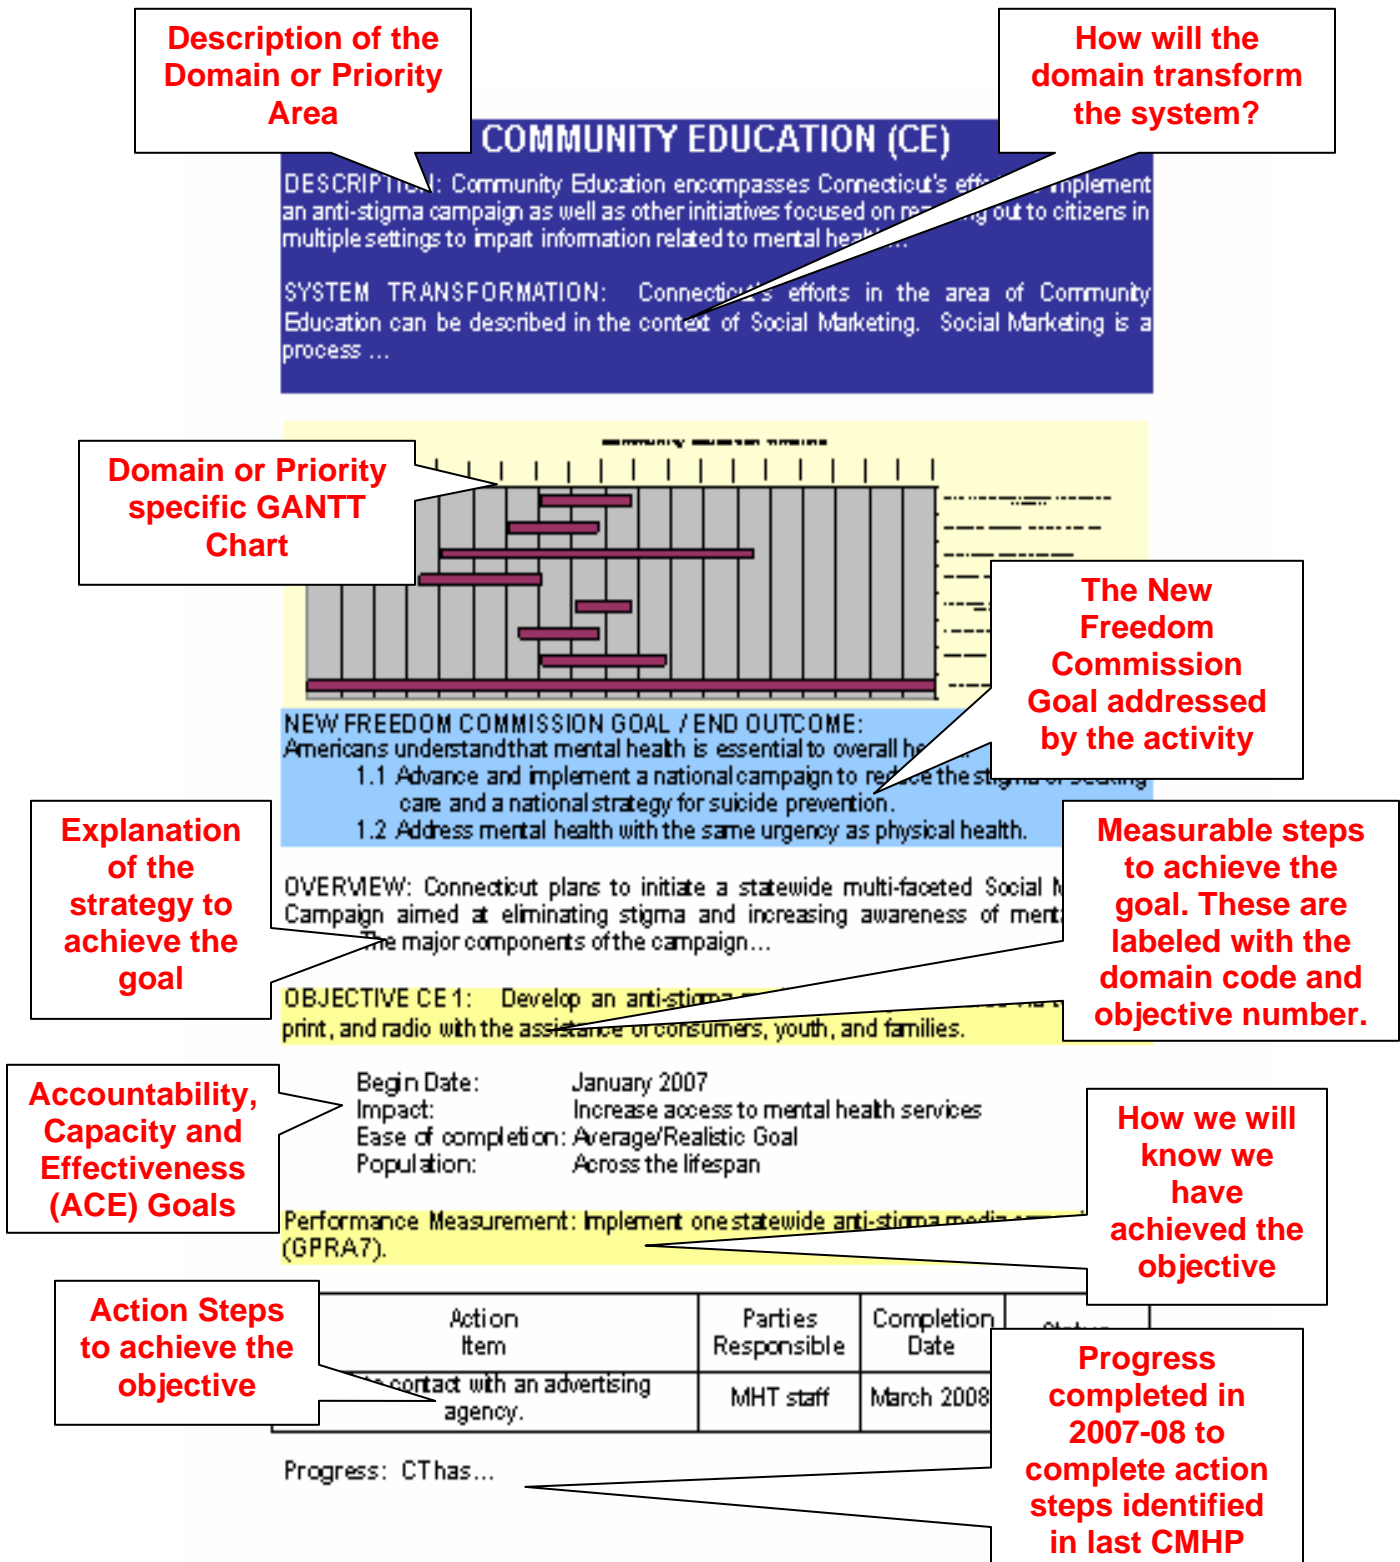 Description of the
Domain or Priority
Area
How will the
domain transform
the system?
COMMUNITY EDUCATION (CE)
DESCRIPTION: Community Education encompasses Connecticut's implement
an anti-stigma campaign as well as other initiatives focused on out to citizens in
multiple settings to impart information related to mental
SYSTEM TRANSFORMATION: Connecticut's efforts in the area of Community
Education can be described in the context of Social Marketing. Social Marketing is a
process ...
Domain or Priority
specific GANTT
Chart
The New
Freedom
Commission
Goal addressed
by the activity
NEW FREEDOM COMMISSION GOAL / END OUTCOME:
Americans understand that mental health is essential to overall
1.1 Advance and implement a national campaign to reduce the stigma of seeking
care and a national strategy for suicide prevention.
1.2 Address mental health with the same urgency as physical health.
Explanation
of the
strategy to
achieve the
goal
Measurable steps
to achieve the
goal. These are
labeled with the
domain code and
objective number.
OVERVIEW: Connecticut plans to initiate a statewide multi-faceted Social
Campaign aimed at eliminating stigma and increasing awareness of
The major components of the campaign...
OBJECTIVE CE 1: Develop an anti-stigma
print, and radio with the assistance of consumers, youth, and families.
Accountability,
Capacity and
Effectiveness
(ACE) Goals
Begin Date: January 2007
Impact: Increase access to mental health services
Ease of completion: Average/Realistic Goal
Population: Across the lifespan
How we will
know we
have
achieved the
objective
Performance Measurement: Implement one statewide anti-stigma media
(GPRA7).
Action Steps
to achieve the
objective
Action
Item
Parties
Responsible
Completion
Date
Status
contact with an advertising
agency.
MHT staff
March 2008
Progress
completed in
2007-08 to
complete action
steps identified
in last CMHP
Progress: CT has...